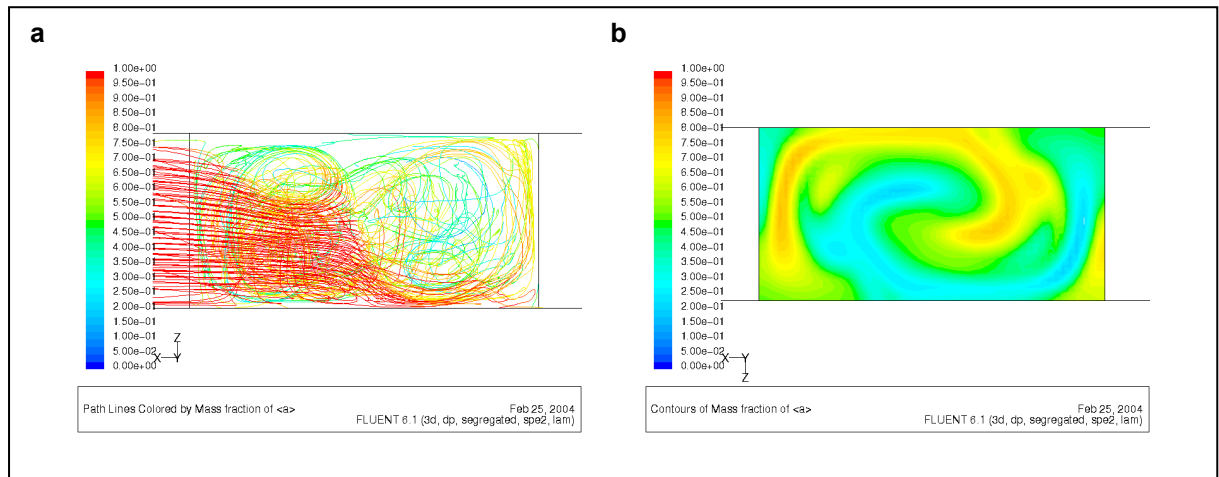 a
1.00e+00
9.50e-01
9.00e-01
8.50e-01
8.00e-01
7.50e-01
7.00e-01
6.50e-01
6.00e-01
5.50e-01
5.00e-01
4.50e-01
4.00e-01
3.50e-01
3.00e-01
2.50e-01
2.00e-01
1.50e-01
1.00e-01
5.00e-02
0.00e+00
Z
X Y
Path Lines Colored by Mass fraction of <a>
Feb 25, 2004
FLUENT 6.1 (3d, dp, segregated, spe2, lam)
b
1.00e+00
9.50e-01
9.00e-01
8.50e-01
8.00e-01
7.50e-01
7.00e-01
6.50e-01
6.00e-01
5.50e-01
5.00e-01
4.50e-01
4.00e-01
3.50e-01
3.00e-01
2.50e-01
2.00e-01
1.50e-01
1.00e-01
5.00e-02
0.00e+00
X Y
Z
Contours of Mass fraction of <a>
Feb 25, 2004
FLUENT 6.1 (3d, dp, segregated, spe2, lam)